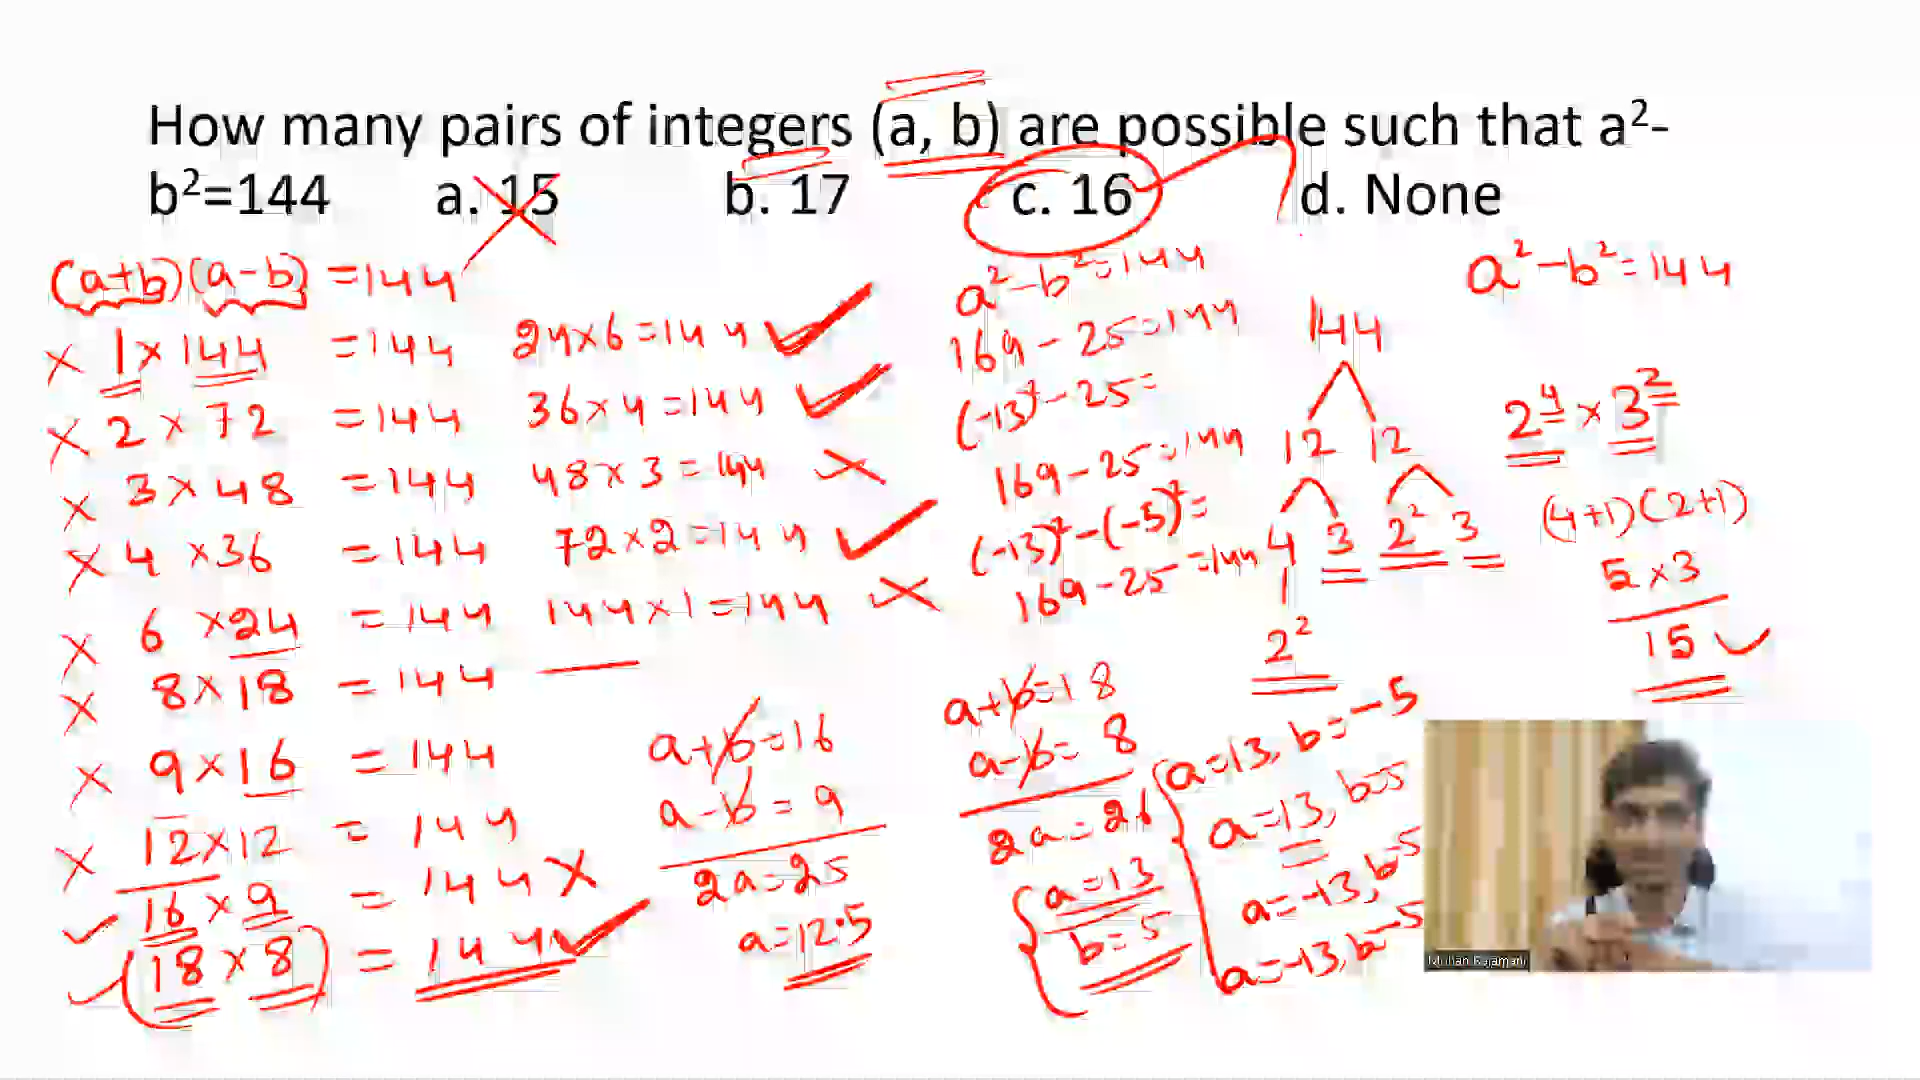 How many pairs of integers (a, b) are possible such that a²-
b²=144 a. 15 b. 17 c. 16 d. None
(a+b)(a-b) = 144
1 × 144 = 144
2 × 72 = 144
3 × 48 = 144
4 × 36 = 144
6 × 24 = 144
8 × 18 = 144
9 × 16 = 144
12 × 12 = 144
16 × 9 = 144
(18 × 8) = 144
24×6=144
36×4=144
48×3=144
72×2=144
144×1=144
a+b=16
a-b=9
2a=25
a=12.5
a²-b²=144
169-25=144
(-13)²-25=
169-25=144
(-13)²-(-5)²=
169-25=144
a+b=18
a-b=8
2a=26
a=13
b=5
a=13, b=-5
a=13, b=5
a=-13, b=5
a=-13, b=-5
144
12 12
4 3 2² 3
2²
a²-b²=144
2⁴×3²
(4+1)(2+1)
5×3
15